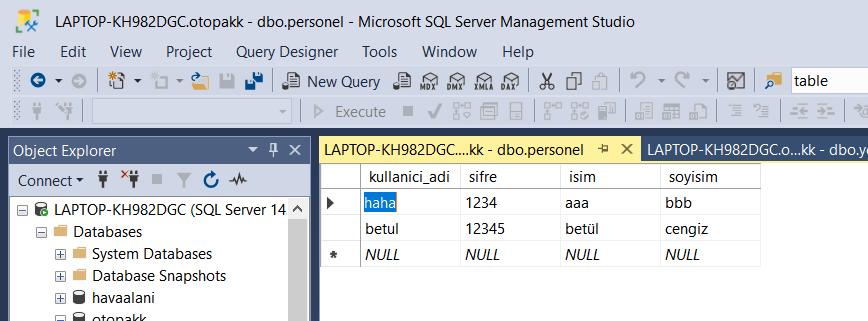 LAPTOP-KH982DGC.otopakk - dbo.personel - Microsoft SQL Server Management Studio
File Edit View Project Query Designer Tools Window Help
New Query MDX DMX XMLA DAX table
Execute
Object Explorer
LAPTOP-KH982DGC....kk - dbo.personel LAPTOP-KH982DGC.o...kk - dbo.y
Connect
kullanici_adi sifre isim soyisim
LAPTOP-KH982DGC (SQL Server 14
haha 1234 aaa bbb
Databases
betul 12345 betül cengiz
System Databases
NULL NULL NULL NULL
Database Snapshots
havaalani
otopakk